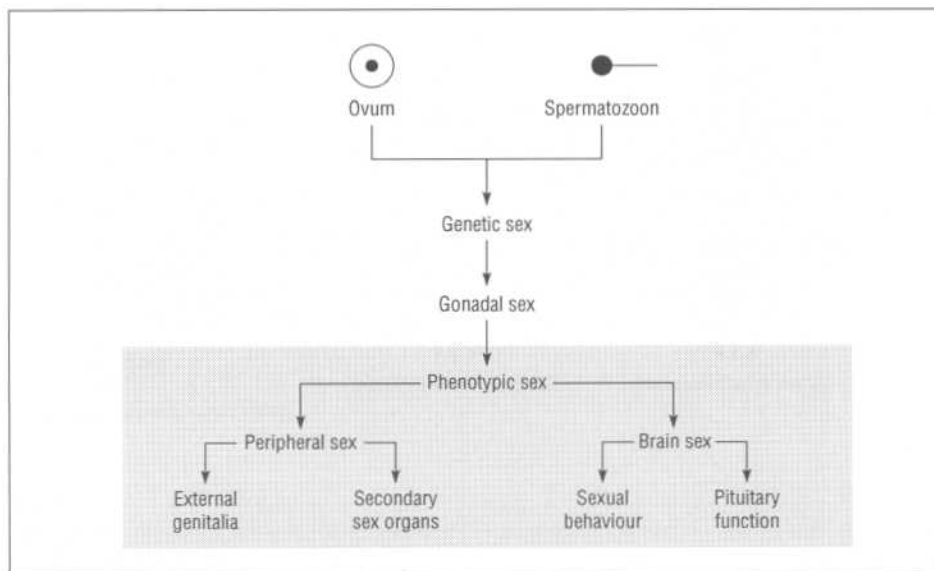 Ovum
Spermatozoon
Genetic sex
Gonadal sex
Phenotypic sex
Peripheral sex
Brain sex
External
genitalia
Secondary
sex organs
Sexual
behaviour
Pituitary
function